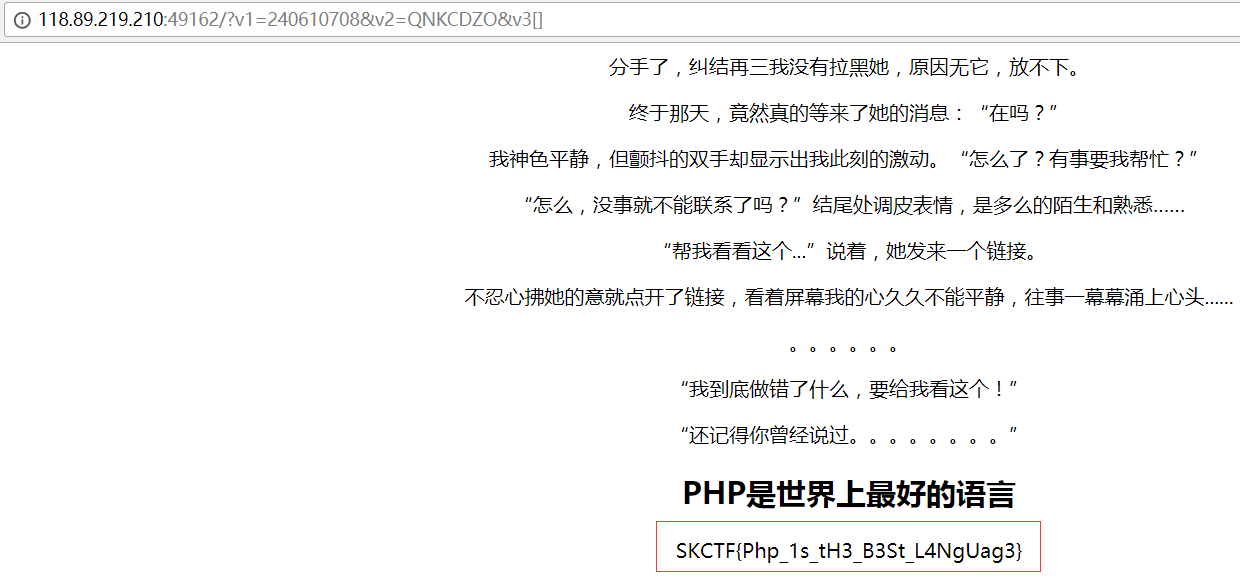 118.89.219.210:49162/?v1=240610708&v2=QNKCDZO&v3[]
分手了，纠结再三我没有拉黑她，原因无它，放不下。
终于那天，竟然真的等来了她的消息：“在吗？”
我神色平静，但颤抖的双手却显示出我此刻的激动。“怎么了？有事要我帮忙？”
“怎么，没事就不能联系了吗？”结尾处调皮表情，是多么的陌生和熟悉……
“帮我看看这个...”说着，她发来一个链接。
不忍心拂她的意就点开了链接，看着屏幕我的心久久不能平静，往事一幕幕涌上心头......
。。。。。。
“我到底做错了什么，要给我看这个！”
“还记得你曾经说过。。。。。。。。”
PHP是世界上最好的语言
SKCTF{Php_1s_tH3_B3St_L4NgUag3}